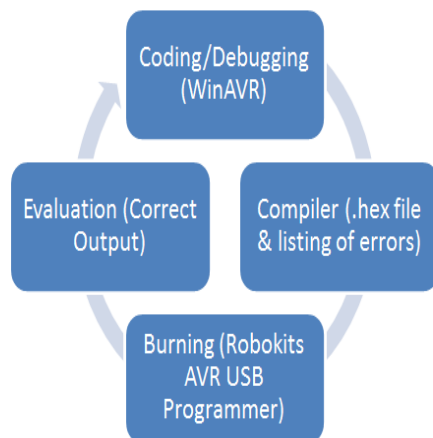 Coding/Debugging
(WinAVR)
Compiler (.hex file
& listing of errors)
Burning (Robokits
AVR USB
Programmer)
Evaluation (Correct
Output)